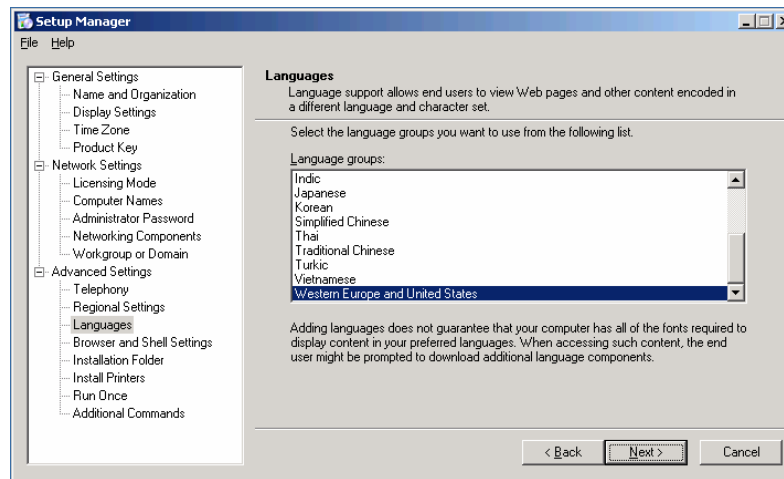 Setup Manager
File Help
General Settings
Name and Organization
Display Settings
Time Zone
Product Key
Network Settings
Licensing Mode
Computer Names
Administrator Password
Networking Components
Workgroup or Domain
Advanced Settings
Telephony
Regional Settings
Languages
Browser and Shell Settings
Installation Folder
Install Printers
Run Once
Additional Commands
Languages
Language support allows end users to view Web pages and other content encoded in
a different language and character set.
Select the language groups you want to use from the following list.
Language groups:
Indic
Japanese
Korean
Simplified Chinese
Thai
Traditional Chinese
Turkic
Vietnamese
Western Europe and United States
Adding languages does not guarantee that your computer has all of the fonts required to
display content in your preferred languages. When accessing such content, the end
user might be prompted to download additional language components.
< Back Next > Cancel